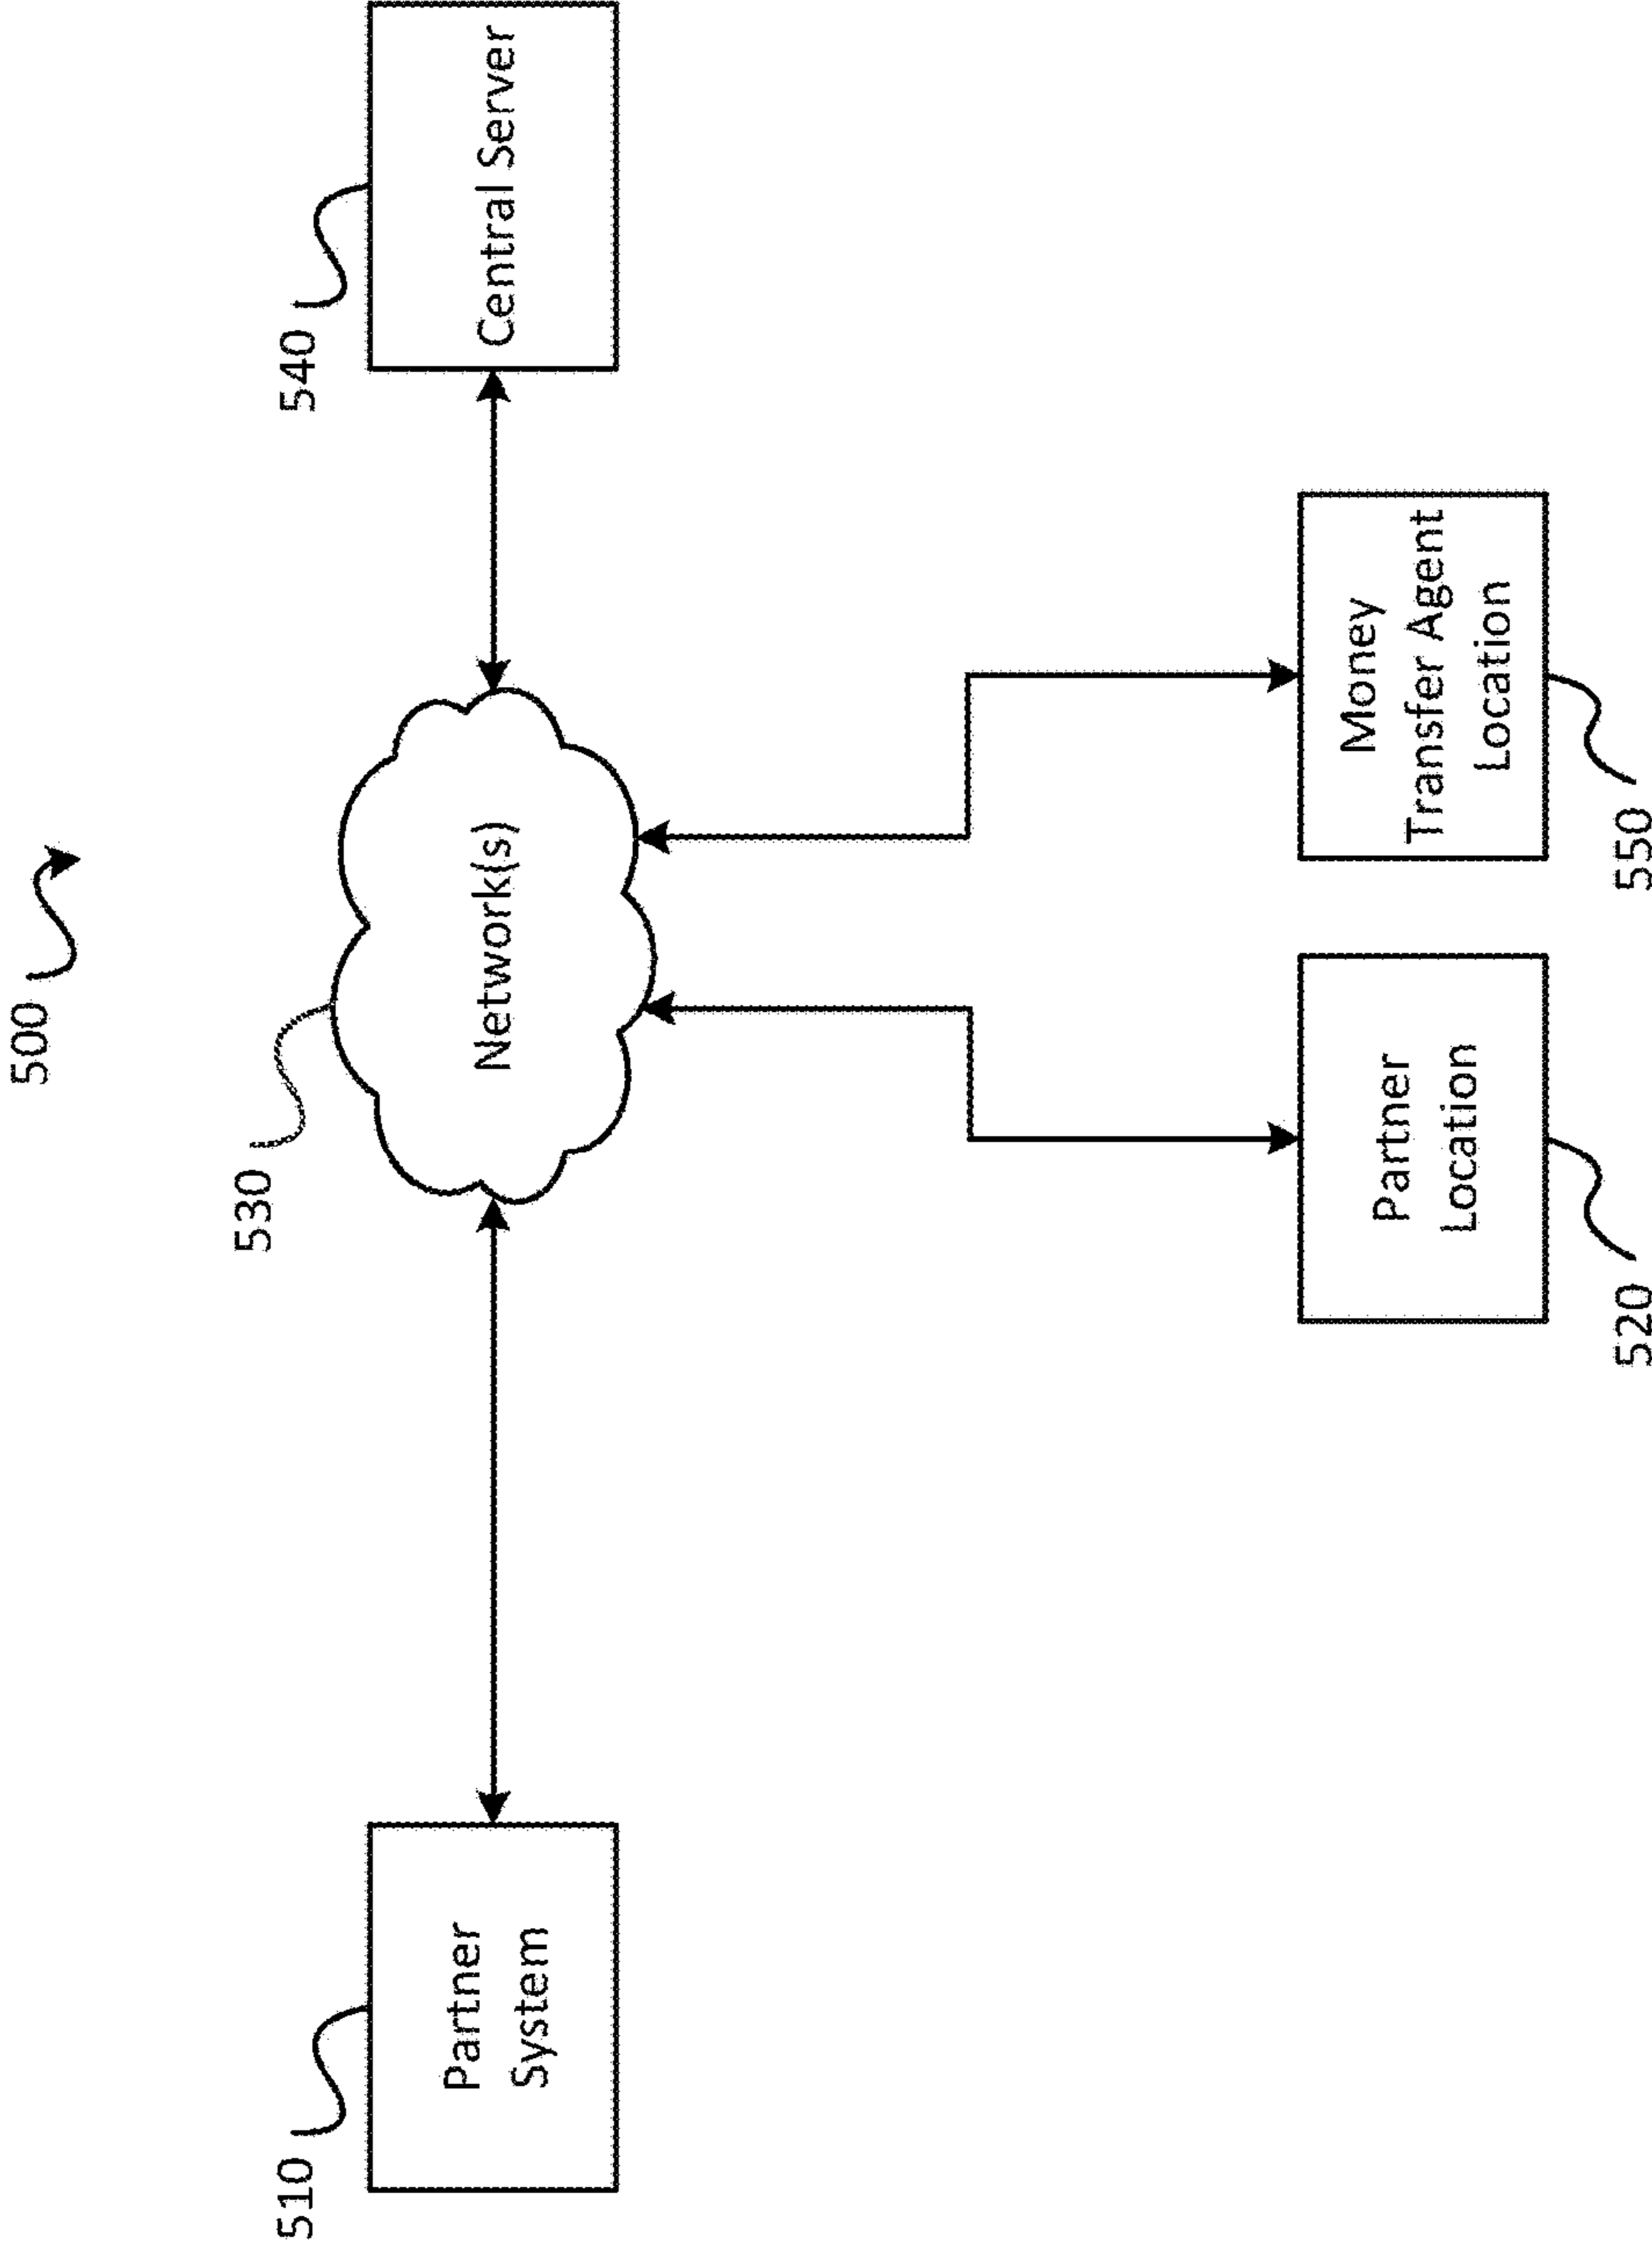 500
530
540
510
Network(s)
Central Server
Partner
System
Partner
Location
Money
Transfer Agent
Location
520
550